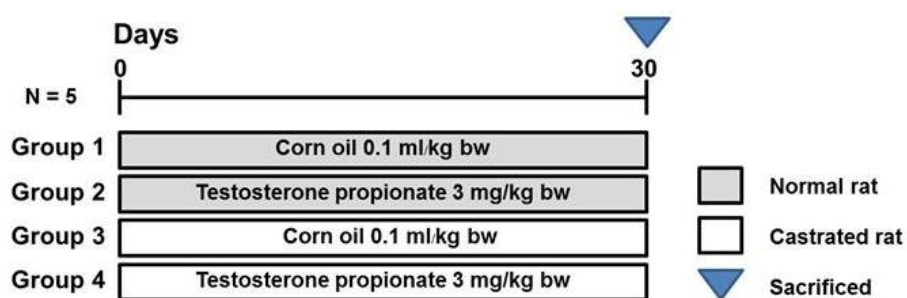 Days
0 30
N = 5
Group 1 Corn oil 0.1 ml/kg bw
Group 2 Testosterone propionate 3 mg/kg bw
Group 3 Corn oil 0.1 ml/kg bw
Group 4 Testosterone propionate 3 mg/kg bw
Normal rat
Castrated rat
Sacrificed